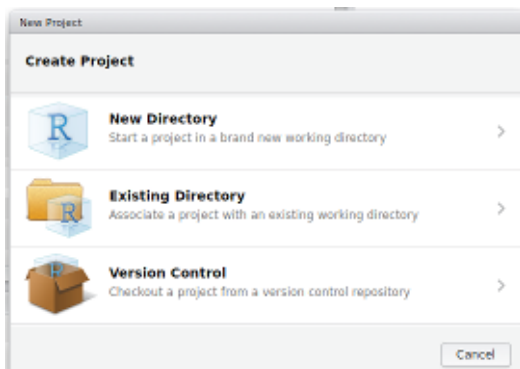 New Project
Create Project
R
New Directory
Start a project in a brand new working directory
R
Existing Directory
Associate a project with an existing working directory
R
Version Control
Checkout a project from a version control repository
Cancel